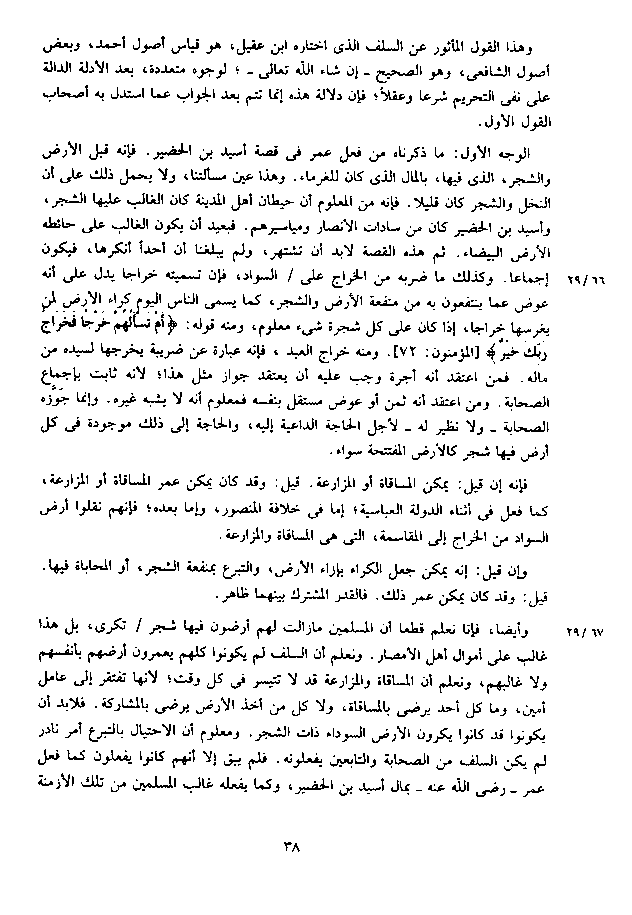 وهذا القول المأثور عن السلف الذى اختاره ابن عقيل، هو قياس أصول أحمد، وبعض
أصول الشافعى، وهو الصحيح ـ إن شاء الله تعالى ـ ؛ لوجوه متعددة، بعد الأدلة الدالة
على نفى التحريم شرعا وعقلاً؛ فإن دلالة هذه إنما تتم بعد الجواب عما استدل به أصحاب
القول الأول.
الوجه الأول: ما ذكرناه من فعل عمر فى قصة أسيد بن الحضير. فإنه قبل الأرض
والشجر، الذى فيها، بالمال الذى كان للغرماء. وهذا عين مسألتنا، ولا يحمل ذلك على أن
النخل والشجر كان قليلا. فإنه من المعلوم أن حيطان أهل المدينة كان الغالب عليها الشجر،
وأسيد بن الحضير كان من سادات الأنصار ومياسيرهم. فبعيد أن يكون الغالب على حائطه
الأرض البيضاء. ثم هذه القصة لابد أن تشتهر، ولم يبلغنا أن أحداً أنكرها، فيكون
٢٩/٦٦ إجماعا. وكذلك ما ضربه من الخراج على / السواد، فإن تسميته خراجا يدل على أنه
عوض عما ينتفعون به من منفعة الأرض والشجر، كما يسمى الناس اليوم كراء الأرض لمن
يغرسها خراجا، إذا كان على كل شجرة شىء معلوم، ومنه قوله: ﴿أَمْ تَسْأَلُهُمْ خَرْجًا فَخَرَاجُ
رَبِّكَ خَيْرٌ﴾ [المؤمنون: ٧٢]. ومنه خراج العبد ، فإنه عبارة عن ضريبة يخرجها لسيده من
ماله. فمن اعتقد أنه أجرة وجب عليه أن يعتقد جواز مثل هذا؛ لأنه ثابت بإجماع
الصحابة. ومن اعتقد أنه ثمن أو عوض مستقل بنفسه فمعلوم أنه لا يشبه غيره. وإنما جَوَّزه
الصحابة ـ ولا نظير له ـ لأجل الحاجة الداعية إليه، والحاجة إلى ذلك موجودة فى كل
أرض فيها شجر كالأرض المفتتحة سواء.
فإنه إن قيل: يمكن المساقاة أو المزارعة. قيل: وقد كان يمكن عمر المساقاة أو المزارعة،
كما فعل فى أثناء الدولة العباسية؛ إما فى خلافة المنصور، وإما بعده؛ فإنهم نقلوا أرض
السواد من الخراج إلى المقاسمة، التى هى المساقاة والمزارعة.
وإن قيل: إنه يمكن جعل الكراء بإزاء الأرض، والتبرع بمنفعة الشجر، أو المحاباة فيها.
قيل: وقد كان يمكن عمر ذلك. فالقدر المشترك بينهما ظاهر.
٢٩/٦٧ وأيضا، فإنا نعلم قطعا أن المسلمين مازالت لهم أرضون فيها شجر / تكرى، بل هذا
غالب على أموال أهل الأمصار. ونعلم أن السلف لم يكونوا كلهم يعمرون أرضهم بأنفسهم
ولا غالبهم، ونعلم أن المساقاة والمزارعة قد لا تتيسر فى كل وقت؛ لأنها تفتقر إلى عامل
أمين، وما كل أحد يرضى بالمساقاة، ولا كل من أخذ الأرض يرضى بالمشاركة. فلابد أن
يكونوا قد كانوا يكرون الأرض السوداء ذات الشجر. ومعلوم أن الاحتيال بالتبرع أمر نادر
لم يكن السلف من الصحابة والتابعين يفعلونه. فلم يبق إلا أنهم كانوا يفعلون كما فعل
عمر ـ رضى الله عنه ـ بمال أسيد بن الحضير، وكما يفعله غالب المسلمين من تلك الأزمنة
٣٨